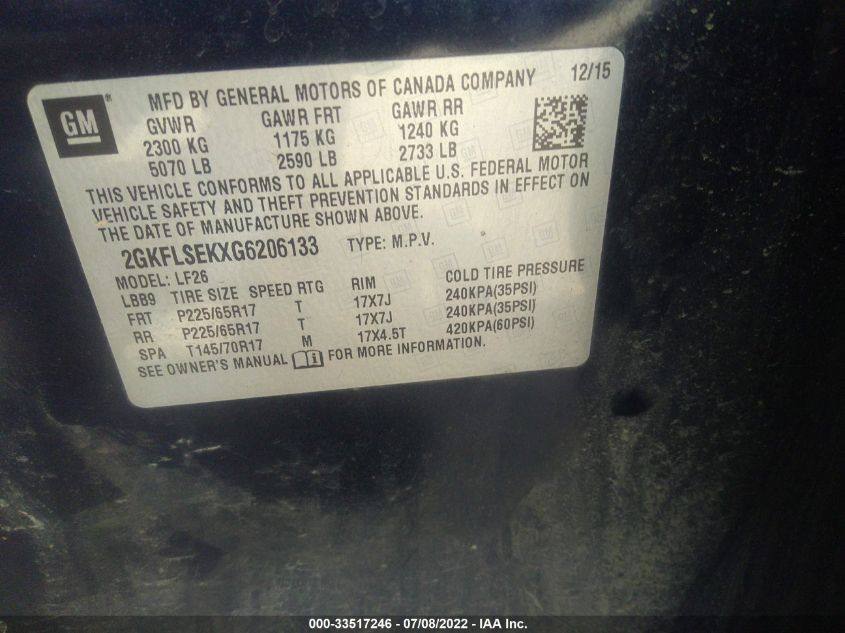 GM
MFD BY GENERAL MOTORS OF CANADA COMPANY 12/15
GVWR GAWR FRT GAWR RR
2300 KG 1175 KG 1240 KG
5070 LB 2590 LB 2733 LB
THIS VEHICLE CONFORMS TO ALL APPLICABLE U.S. FEDERAL MOTOR
VEHICLE SAFETY AND THEFT PREVENTION STANDARDS IN EFFECT ON
THE DATE OF MANUFACTURE SHOWN ABOVE.
2GKFLSEKXG6206133 TYPE: M.P.V.
MODEL: LF26
LBB9 TIRE SIZE SPEED RTG RIM COLD TIRE PRESSURE
FRT P225/65R17 T 17X7J 240KPA(35PSI)
RR P225/65R17 T 17X7J 240KPA(35PSI)
SPA T145/70R17 M 17X4.5T 420KPA(60PSI)
SEE OWNER'S MANUAL FOR MORE INFORMATION.
000-33517246 - 07/08/2022 - IAA Inc.